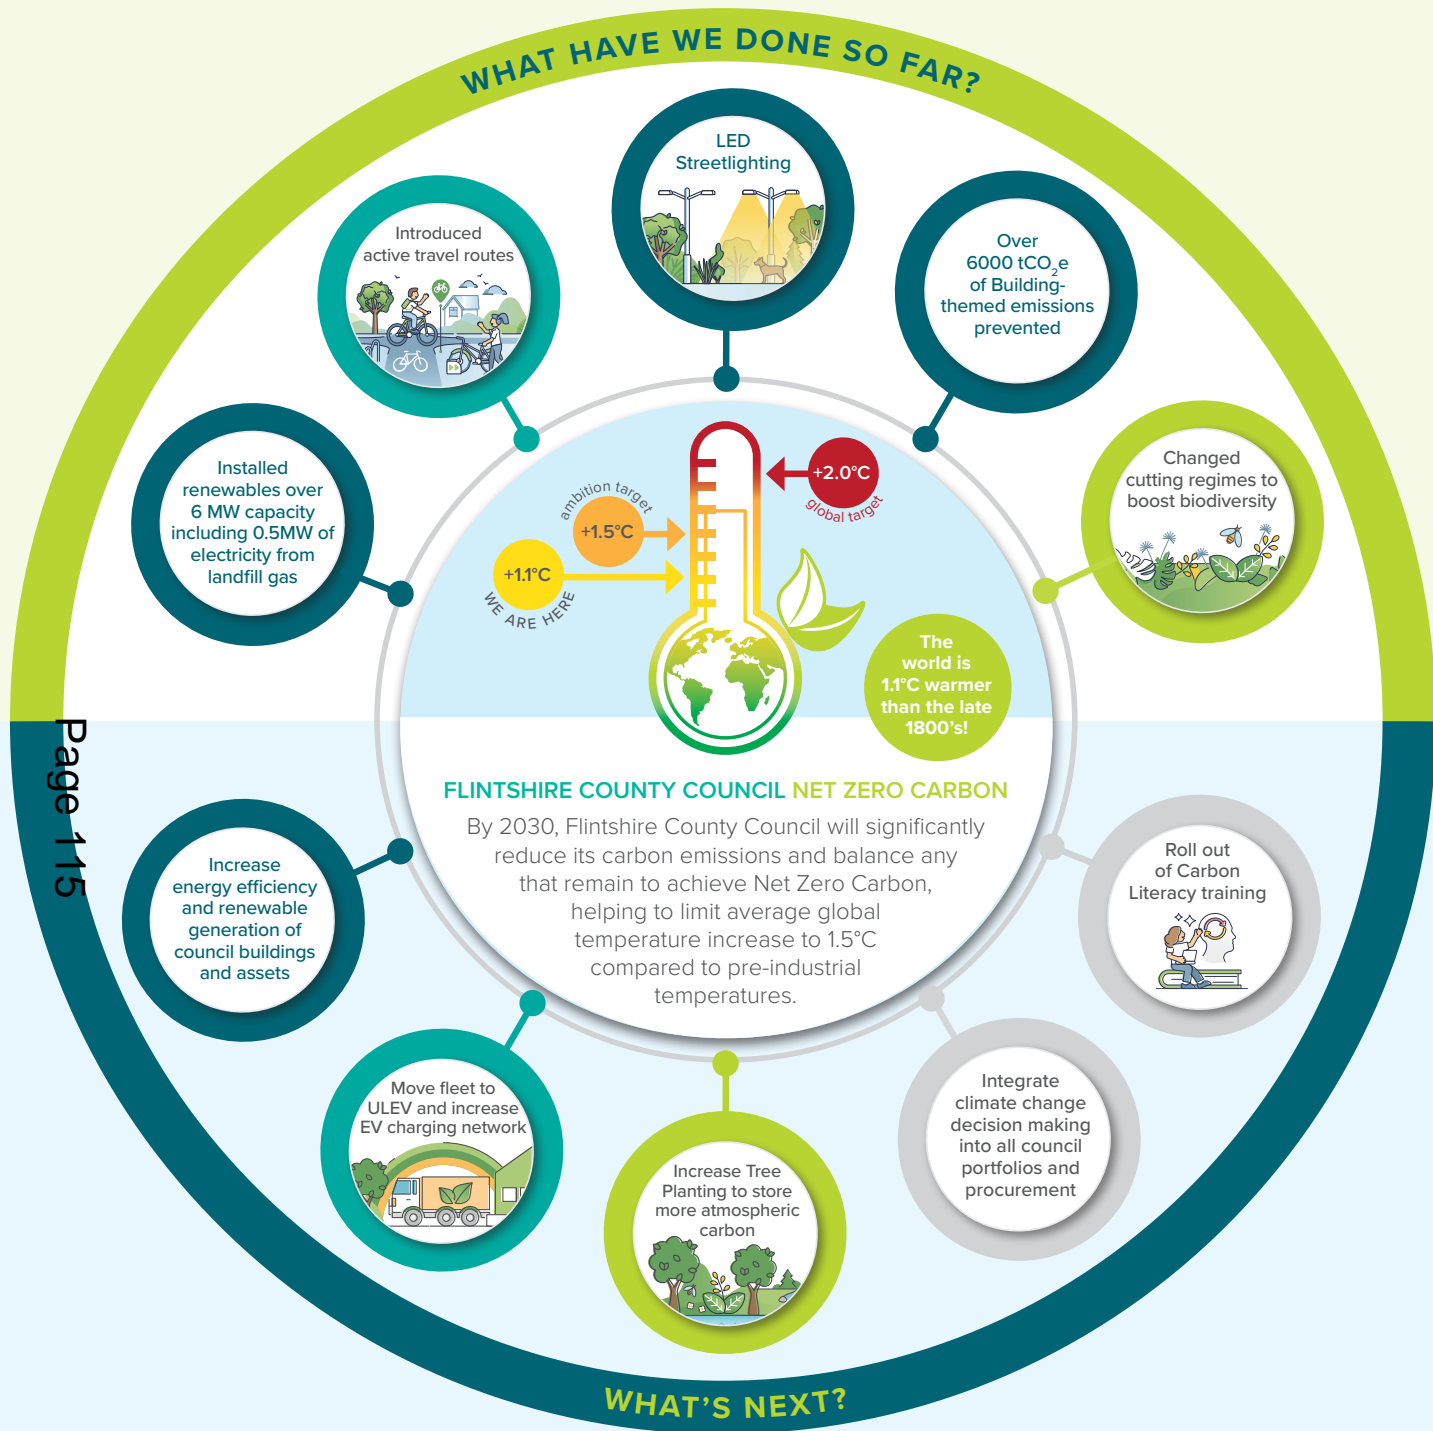 WHAT HAVE WE DONE SO FAR?
LED
Streetlighting
Introduced
active travel routes
Over
6000 tCO₂e
of Building-
themed emissions
prevented
Installed
renewables over
6 MW capacity
including 0.5MW of
electricity from
landfill gas
Changed
cutting regimes to
boost biodiversity
+2.0°C
global target
ambition target
+1.5°C
+1.1°C
WE ARE HERE
The
world is
1.1°C warmer
than the late
1800's!
Page 115
FLINTSHIRE COUNTY COUNCIL NET ZERO CARBON
By 2030, Flintshire County Council will significantly
reduce its carbon emissions and balance any
that remain to achieve Net Zero Carbon,
helping to limit average global
temperature increase to 1.5°C
compared to pre-industrial
temperatures.
Increase
energy efficiency
and renewable
generation of
council buildings
and assets
Roll out
of Carbon
Literacy training
Move fleet to
ULEV and increase
EV charging network
Integrate
climate change
decision making
into all council
portfolios and
procurement
Increase Tree
Planting to store
more atmospheric
carbon
WHAT'S NEXT?